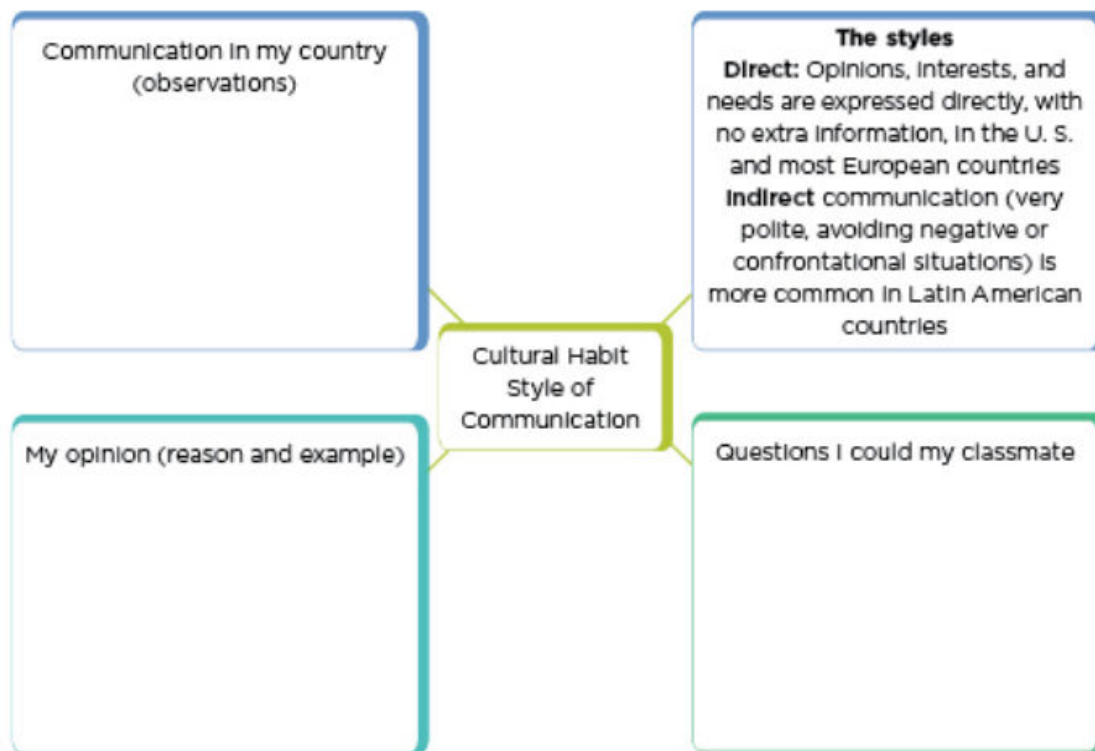 Communication in my country
(observations)
The styles
Direct: Opinions, interests, and
needs are expressed directly, with
no extra information, in the U. S.
and most European countries
Indirect communication (very
polite, avoiding negative or
confrontational situations) is
more common in Latin American
countries
Cultural Habit
Style of
Communication
My opinion (reason and example)
Questions I could my classmate